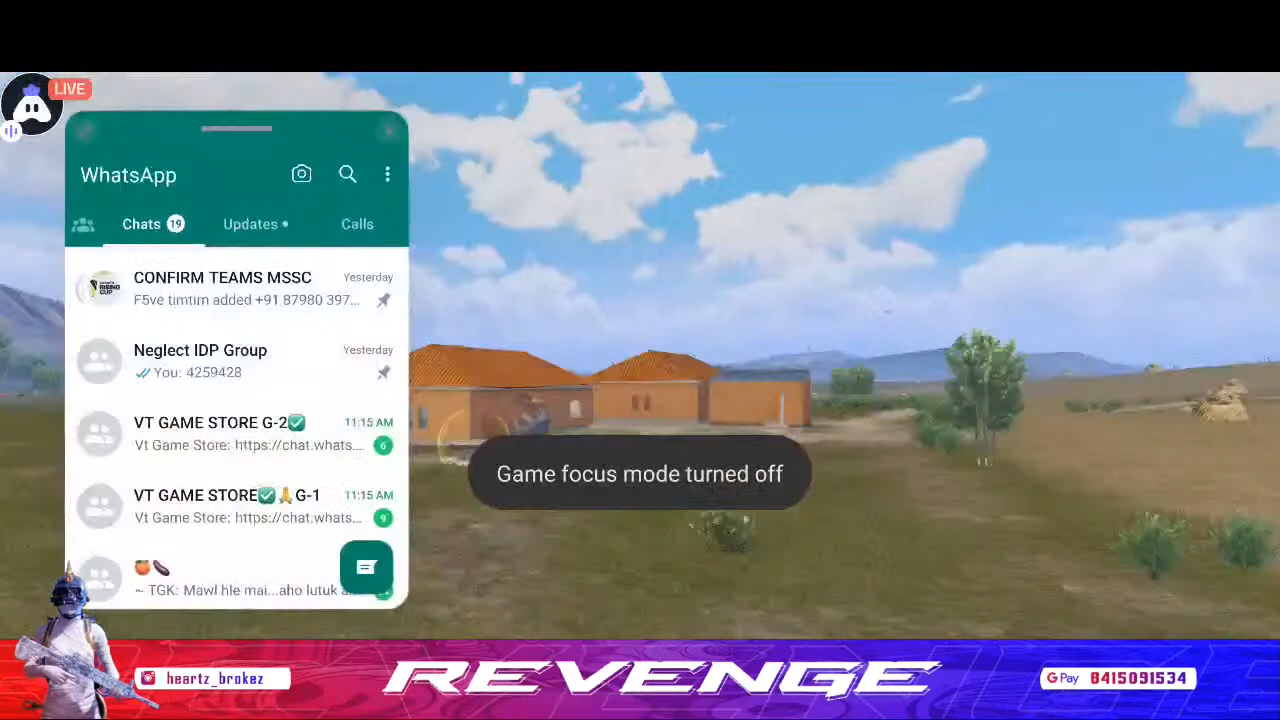 LIVE
WhatsApp
Chats 19 Updates Calls
CONFIRM TEAMS MSSC Yesterday
F5ve timtim added +91 87980 397...
Neglect IDP Group Yesterday
You: 4259428
VT GAME STORE G-2✅ 11:15 AM
Vt Game Store: https://chat.whats... 6
VT GAME STORE✅🙏G-1 11:15 AM
Vt Game Store: https://chat.whats... 9
🍑🍆
~ TGK: Mawl hle mai...aho lutuk
Game focus mode turned off
heartz_brokez
REVENGE
G Pay 8415091534